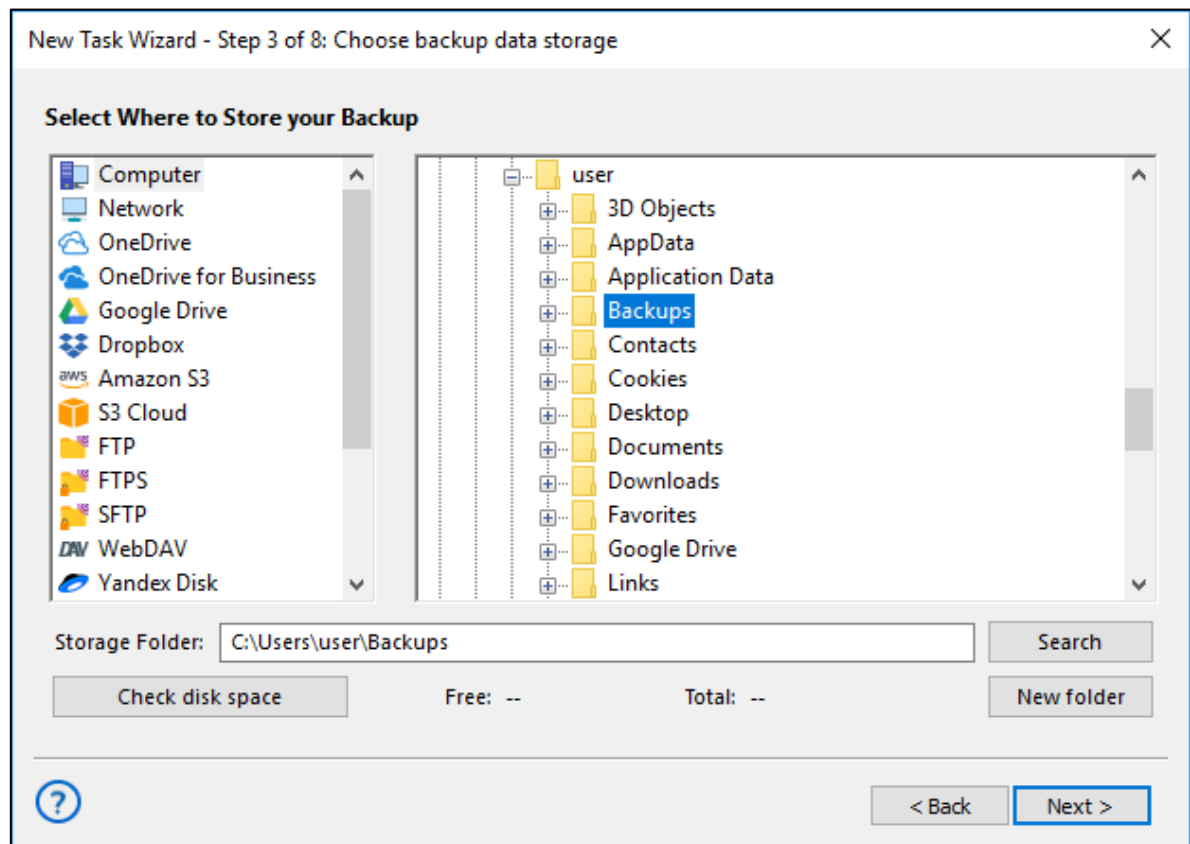 New Task Wizard - Step 3 of 8: Choose backup data storage
Select Where to Store your Backup
Computer
Network
OneDrive
OneDrive for Business
Google Drive
Dropbox
aws Amazon S3
S3 Cloud
FTP
FTPS
SFTP
DAV WebDAV
Yandex Disk
user
3D Objects
AppData
Application Data
Backups
Contacts
Cookies
Desktop
Documents
Downloads
Favorites
Google Drive
Links
Storage Folder: C:\Users\user\Backups Search
Check disk space Free: -- Total: -- New folder
? < Back Next >